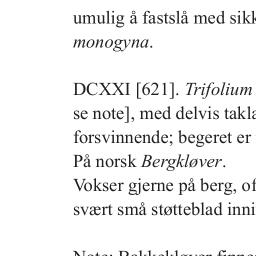 umulig å fastslå med sikk
monogyna.
DCXXI [621]. Trifolium
se note], med delvis takla
forsvinnende; begeret er
På norsk Bergkløver.
Vokser gjerne på berg, of
svært små støtteblad inni